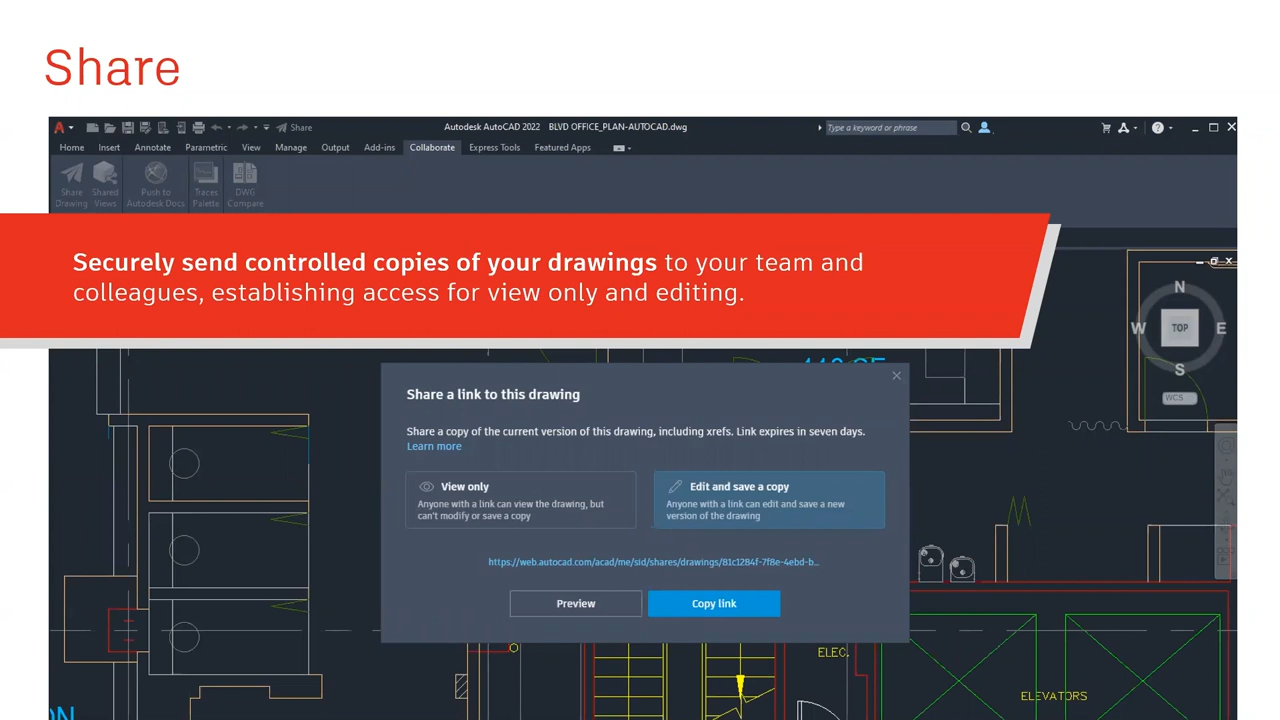 Share
Share
Autodesk AutoCAD 2022 BLVD OFFICE_PLAN-AUTOCAD.dwg
Type a keyword or phrase
Home Insert Annotate Parametric View Manage Output Add-ins Collaborate Express Tools Featured Apps
Share Drawing
Shared Views
Push to Autodesk Docs
Traces Palette
DWG Compare
Securely send controlled copies of your drawings to your team and
colleagues, establishing access for view only and editing.
N
W TOP E
S
WCS
Share a link to this drawing
Share a copy of the current version of this drawing, including xrefs. Link expires in seven days.
Learn more
View only
Anyone with a link can view the drawing, but
can't modify or save a copy
Edit and save a copy
Anyone with a link can edit and save a new
version of the drawing
https://web.autocad.com/acad/me/sid/shares/drawings/81c1284f-7f8e-4ebd-b...
Preview Copy link
ELEC.
ELEVATORS